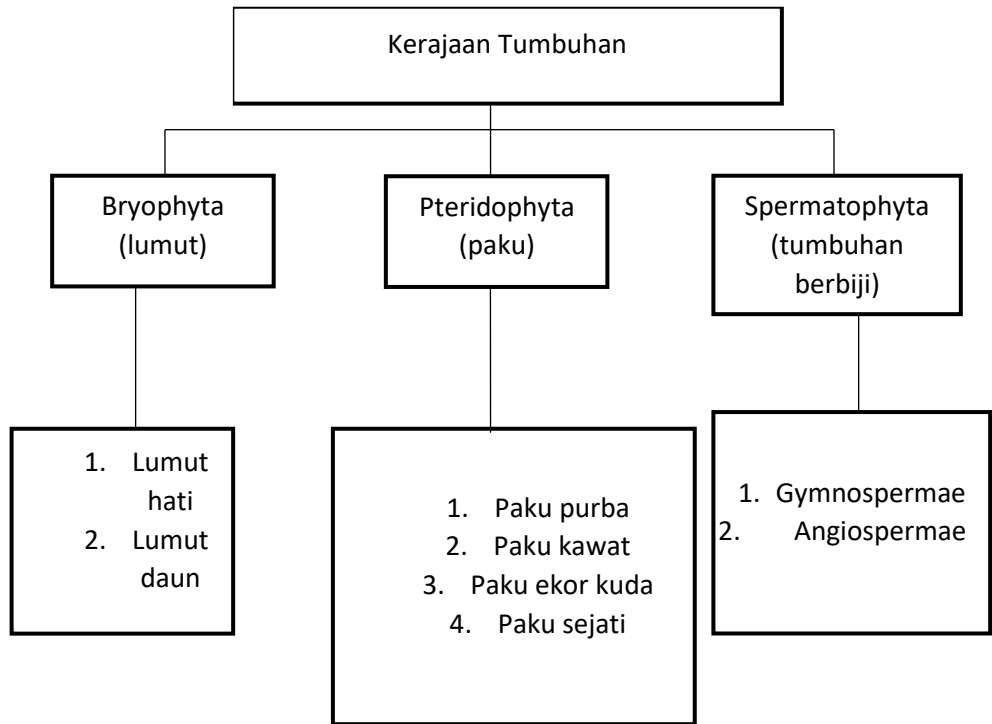 Kerajaan Tumbuhan
Bryophyta
(lumut)
Pteridophyta
(paku)
Spermatophyta
(tumbuhan
berbiji)
1. Lumut
hati
2. Lumut
daun
1. Paku purba
2. Paku kawat
3. Paku ekor kuda
4. Paku sejati
1. Gymnospermae
2. Angiospermae